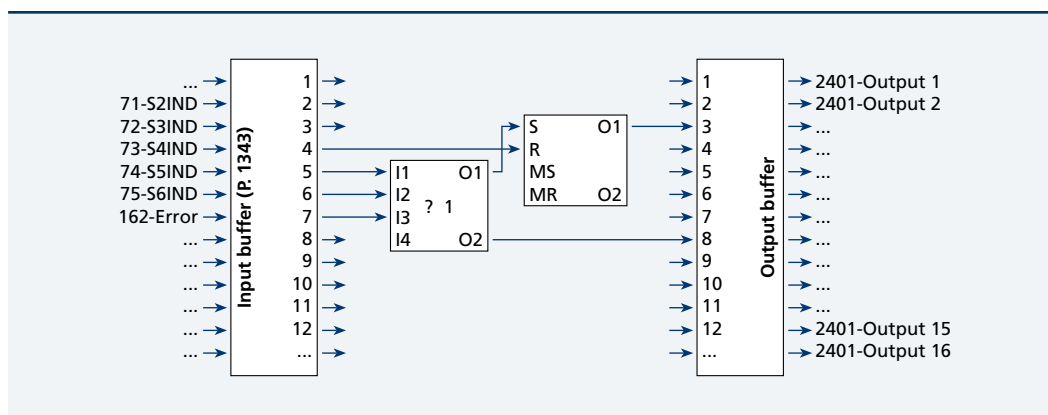 Input buffer (P. 1343)
...
71-S2IND
72-S3IND
73-S4IND
74-S5IND
75-S6IND
162-Error
...
...
...
...
...
...
1
2
3
4
5
6
7
8
9
10
11
12
...
I1 O1
I2
? 1
I3
I4 O2
S O1
R
MS
MR O2
1
2
3
4
5
6
7
8
9
10
11
12
...
Output buffer
2401-Output 1
2401-Output 2
...
...
...
...
...
...
...
...
...
2401-Output 15
2401-Output 16